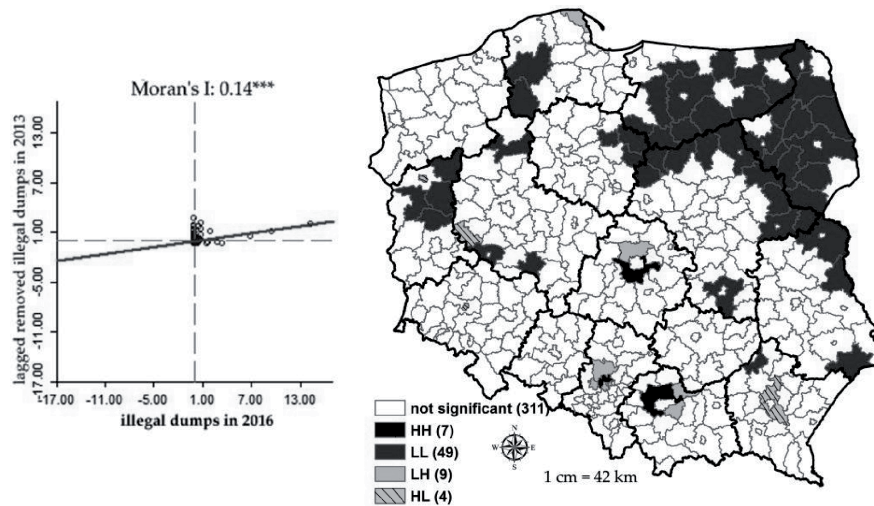 Moran's I: 0.14***
lagged removed illegal dumps in 2013
13.00
7.00
1.00
-5.00
-11.00
-17.00
-17.00 -11.00 -5.00 1.00 7.00 13.00
illegal dumps in 2016
not significant (311)
HH (7)
LL (49)
LH (9)
HL (4)
N
W E
S
1 cm = 42 km